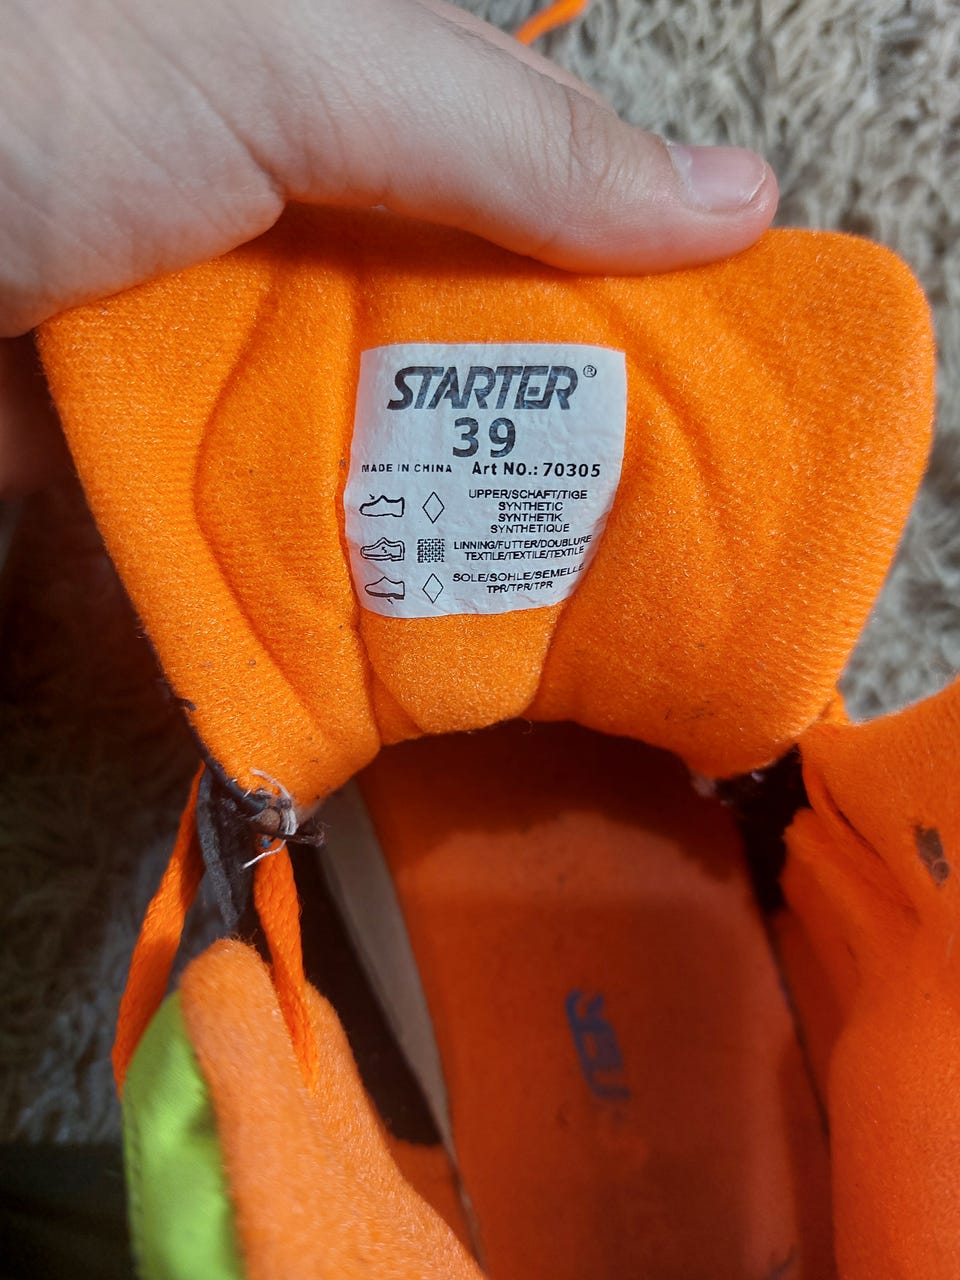 STARTER®
39
MADE IN CHINA Art NO.: 70305
UPPER/SCHAFT/TIGE
SYNTHETIC
SYNTHETIK
SYNTHETIQUE
LINNING/FUTTER/DOUBLURE
TEXTILE/TEXTILE/TEXTILE
SOLE/SOHLE/SEMELLE
TPR/TPR/TPR